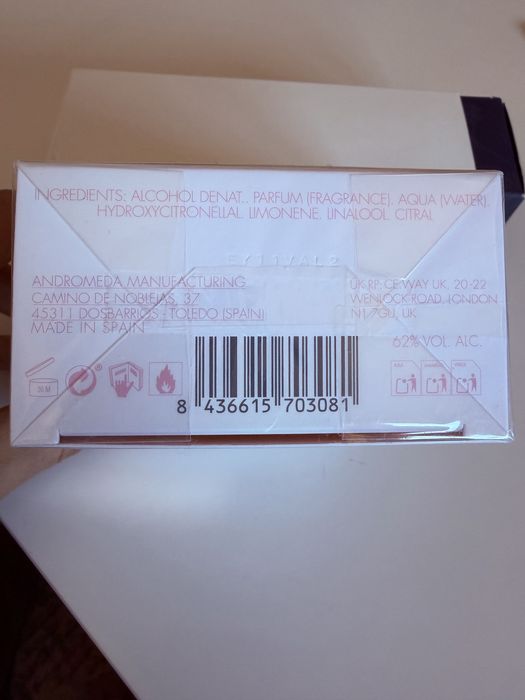 INGREDIENTS: ALCOHOL DENAT., PARFUM (FRAGRANCE), AQUA (WATER),
HYDROXYCITRONELLAL, LIMONENE, LINALOOL, CITRAL
ANDROMEDA MANUFACTURING
CAMINO DE NOBLEJAS, 37
45311 DOSBARRIOS - TOLEDO (SPAIN)
MADE IN SPAIN
UK RP: CE WAY UK, 20-22
WENLOCK ROAD, LONDON
N1 7GU, UK
62% VOL. ALC.
36 M
8 436615 703081